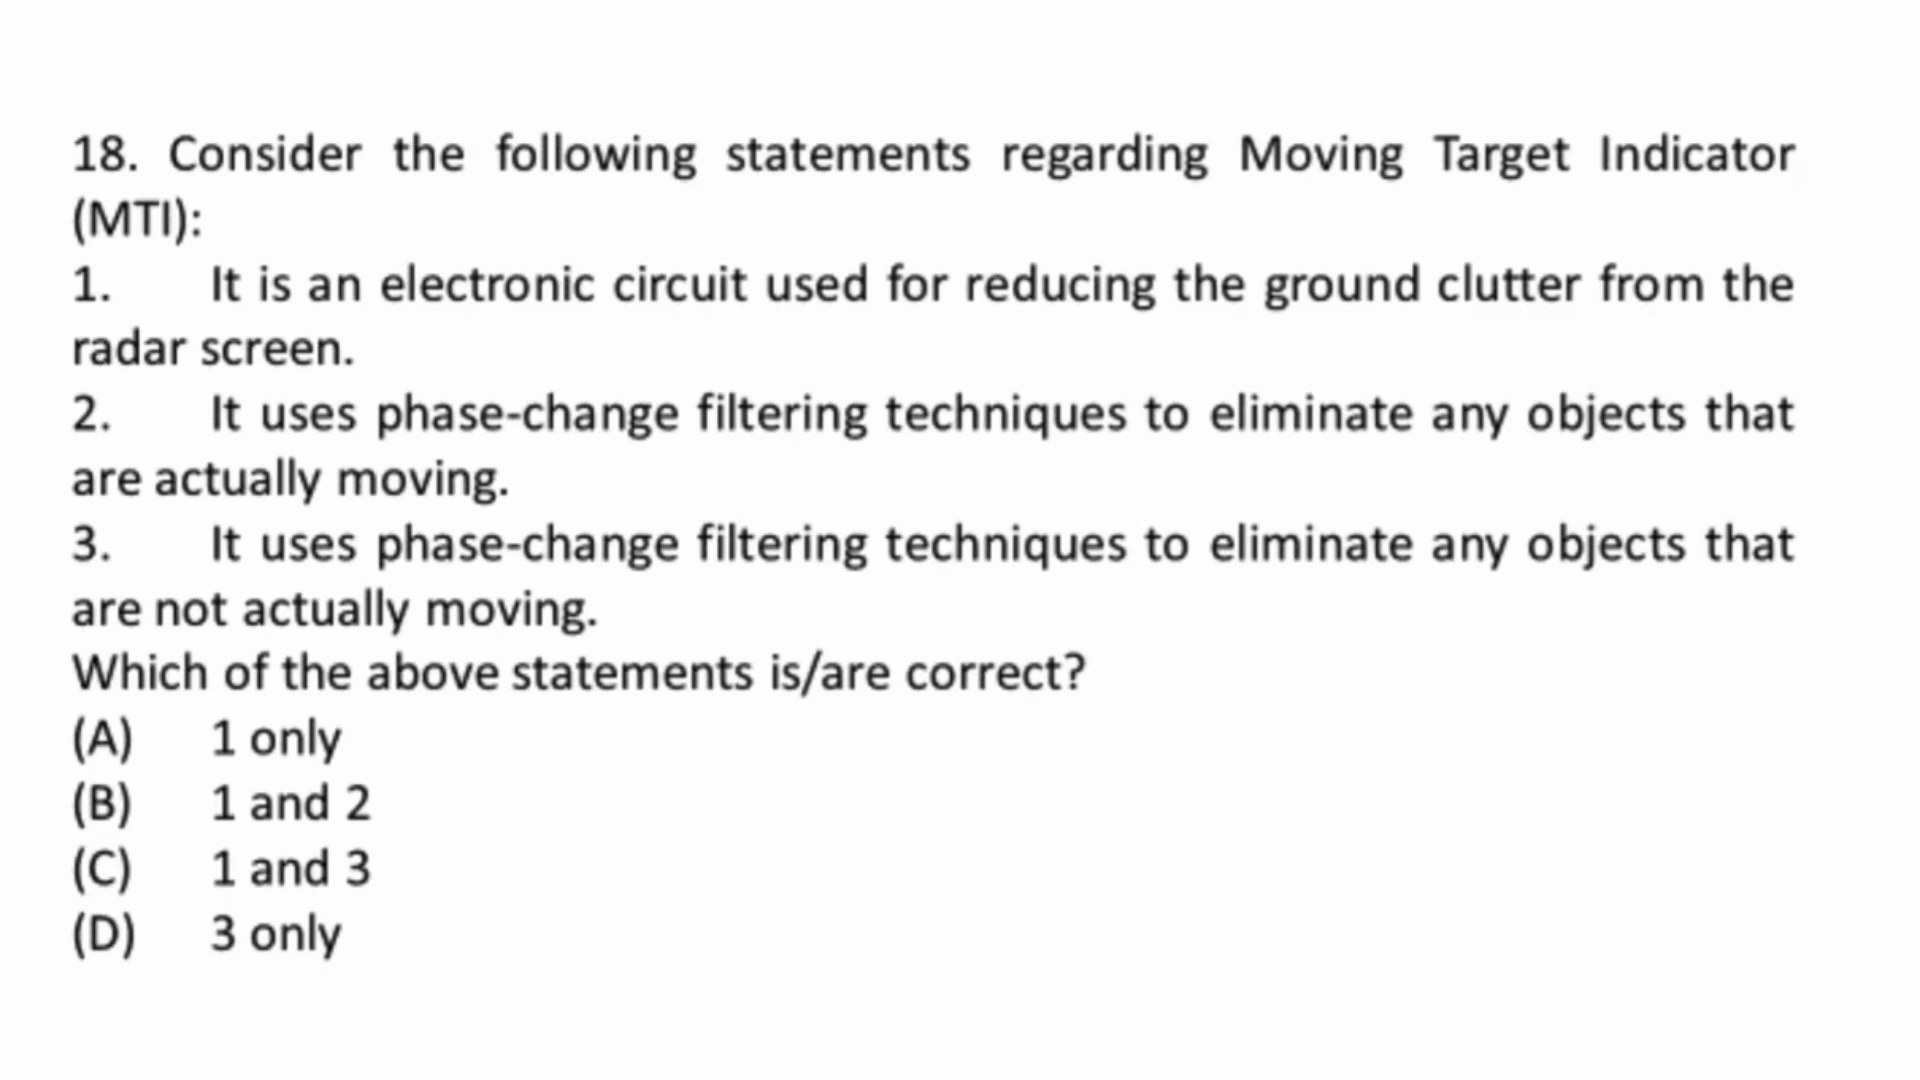 18. Consider the following statements regarding Moving Target Indicator
(MTI):
1. It is an electronic circuit used for reducing the ground clutter from the
radar screen.
2. It uses phase-change filtering techniques to eliminate any objects that
are actually moving.
3. It uses phase-change filtering techniques to eliminate any objects that
are not actually moving.
Which of the above statements is/are correct?
(A) 1 only
(B) 1 and 2
(C) 1 and 3
(D) 3 only